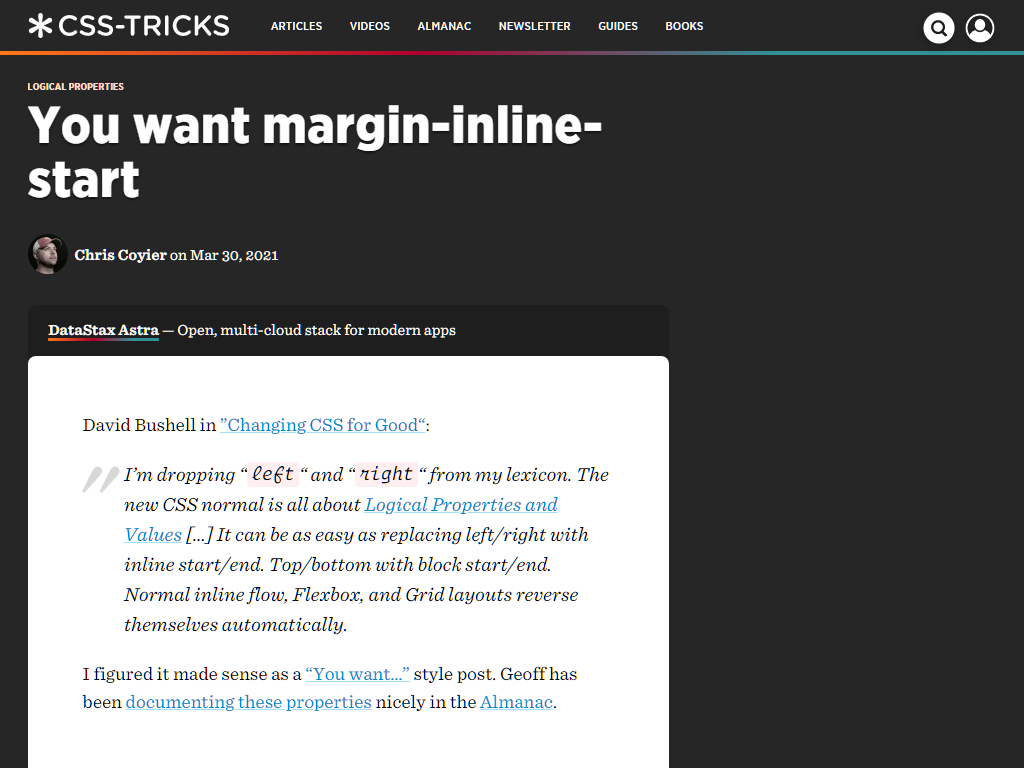 CSS-TRICKS
ARTICLES VIDEOS ALMANAC NEWSLETTER GUIDES BOOKS
LOGICAL PROPERTIES
You want margin-inline-
start
Chris Coyier on Mar 30, 2021
DataStax Astra — Open, multi-cloud stack for modern apps
David Bushell in ”Changing CSS for Good“:
I’m dropping “left“ and “right“ from my lexicon. The
new CSS normal is all about Logical Properties and
Values […] It can be as easy as replacing left/right with
inline start/end. Top/bottom with block start/end.
Normal inline flow, Flexbox, and Grid layouts reverse
themselves automatically.
I figured it made sense as a “You want…” style post. Geoff has
been documenting these properties nicely in the Almanac.